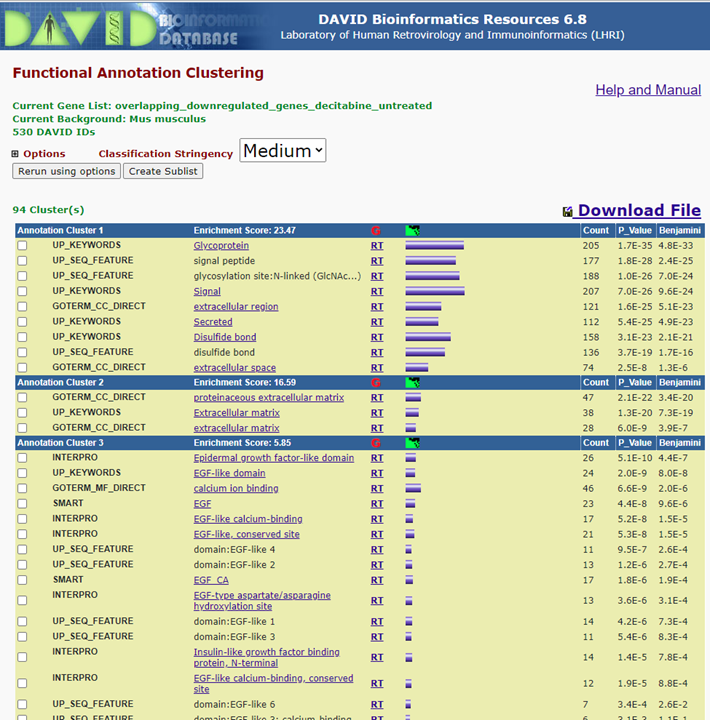 DAVID BIOINFORMATICS DATABASE
DAVID Bioinformatics Resources 6.8
Laboratory of Human Retrovirology and Immunoinformatics (LHRI)
Functional Annotation Clustering
Help and Manual
Current Gene List: overlapping_downregulated_genes_decitabine_untreated
Current Background: Mus musculus
530 DAVID IDs
Options Classification Stringency Medium
Rerun using options Create Sublist
94 Cluster(s) Download File
Annotation Cluster 1 Enrichment Score: 23.47 G Count P_Value Benjamini
UP_KEYWORDS Glycoprotein RT 205 1.7E-35 4.8E-33
UP_SEQ_FEATURE signal peptide RT 177 1.8E-28 2.4E-25
UP_SEQ_FEATURE glycosylation site:N-linked (GlcNAc...) RT 188 1.0E-26 7.0E-24
UP_KEYWORDS Signal RT 207 7.0E-26 9.6E-24
GOTERM_CC_DIRECT extracellular region RT 121 1.6E-25 5.1E-23
UP_KEYWORDS Secreted RT 112 5.4E-25 4.9E-23
UP_KEYWORDS Disulfide bond RT 158 3.1E-23 2.1E-21
UP_SEQ_FEATURE disulfide bond RT 136 3.7E-19 1.7E-16
GOTERM_CC_DIRECT extracellular space RT 74 2.5E-8 1.3E-6
Annotation Cluster 2 Enrichment Score: 16.59 G Count P_Value Benjamini
GOTERM_CC_DIRECT proteinaceous extracellular matrix RT 47 2.1E-22 3.4E-20
UP_KEYWORDS Extracellular matrix RT 38 1.3E-20 7.3E-19
GOTERM_CC_DIRECT extracellular matrix RT 28 6.0E-9 3.9E-7
Annotation Cluster 3 Enrichment Score: 5.85 G Count P_Value Benjamini
INTERPRO Epidermal growth factor-like domain RT 26 5.1E-10 4.4E-7
UP_KEYWORDS EGF-like domain RT 24 2.0E-9 8.0E-8
GOTERM_MF_DIRECT calcium ion binding RT 46 6.6E-9 2.0E-6
SMART EGF RT 23 4.4E-8 9.6E-6
INTERPRO EGF-like calcium-binding RT 17 5.2E-8 1.5E-5
INTERPRO EGF-like, conserved site RT 21 5.3E-8 1.5E-5
UP_SEQ_FEATURE domain:EGF-like 4 RT 11 9.5E-7 2.6E-4
UP_SEQ_FEATURE domain:EGF-like 2 RT 13 1.2E-6 2.7E-4
SMART EGF_CA RT 17 1.8E-6 1.9E-4
INTERPRO EGF-type aspartate/asparagine
hydroxylation site RT 13 3.6E-6 3.1E-4
UP_SEQ_FEATURE domain:EGF-like 1 RT 14 4.2E-6 7.3E-4
UP_SEQ_FEATURE domain:EGF-like 3 RT 11 5.4E-6 8.3E-4
INTERPRO Insulin-like growth factor binding
protein, N-terminal RT 14 1.4E-5 7.8E-4
INTERPRO EGF-like calcium-binding, conserved
site RT 12 1.9E-5 8.8E-4
UP_SEQ_FEATURE domain:EGF-like 6 RT 7 3.4E-4 2.6E-2
UP_SEQ_FEATURE domain:EGF-like 3; calcium-binding RT